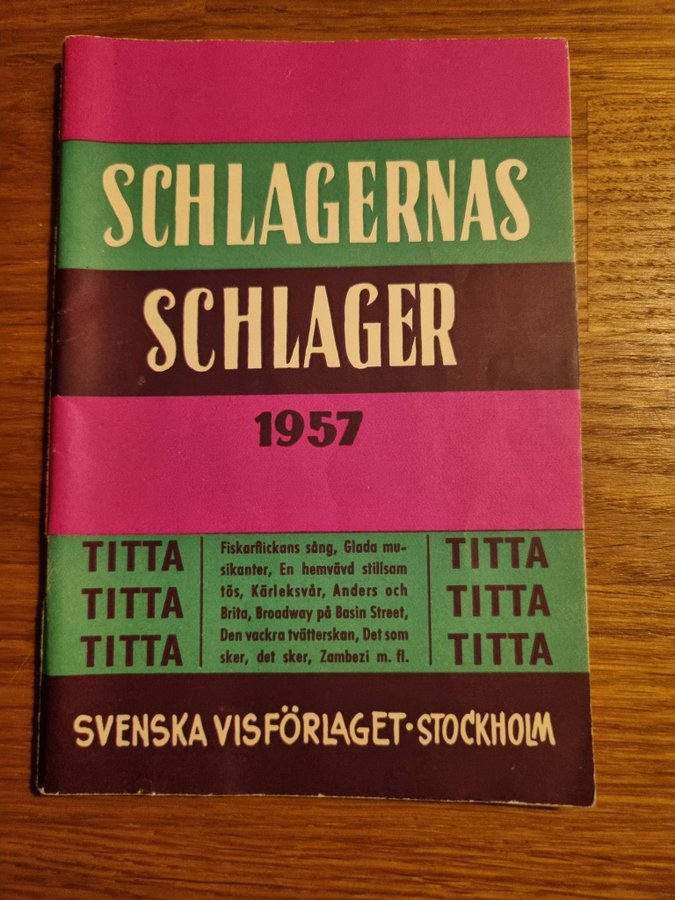 SCHLAGERNAS
SCHLAGER
1957
TITTA
TITTA
TITTA
Fiskarflickans sång, Glada mu-
sikanter, En hemvävd stillsam
tös, Kärleksvår, Anders och
Brita, Broadway på Basin Street,
Den vackra tvätterskan, Det som
sker, det sker, Zambezi m. fl.
TITTA
TITTA
TITTA
SVENSKA VISFÖRLAGET · STOCKHOLM